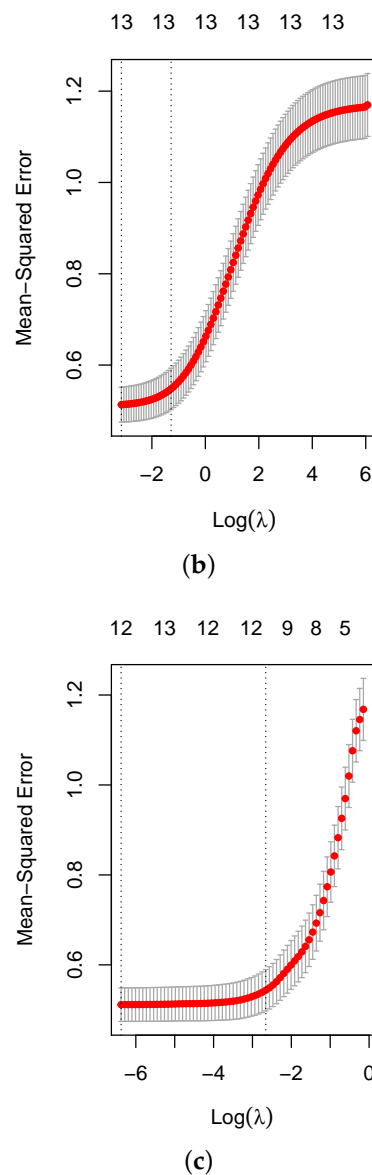 13 13 13 13 13 13
Mean−Squared Error
1.2
1.0
0.8
0.6
−2 0 2 4 6
Log(λ)
(b)
12 13 12 12 9 8 5
Mean−Squared Error
1.2
1.0
0.8
0.6
−6 −4 −2 0
Log(λ)
(c)